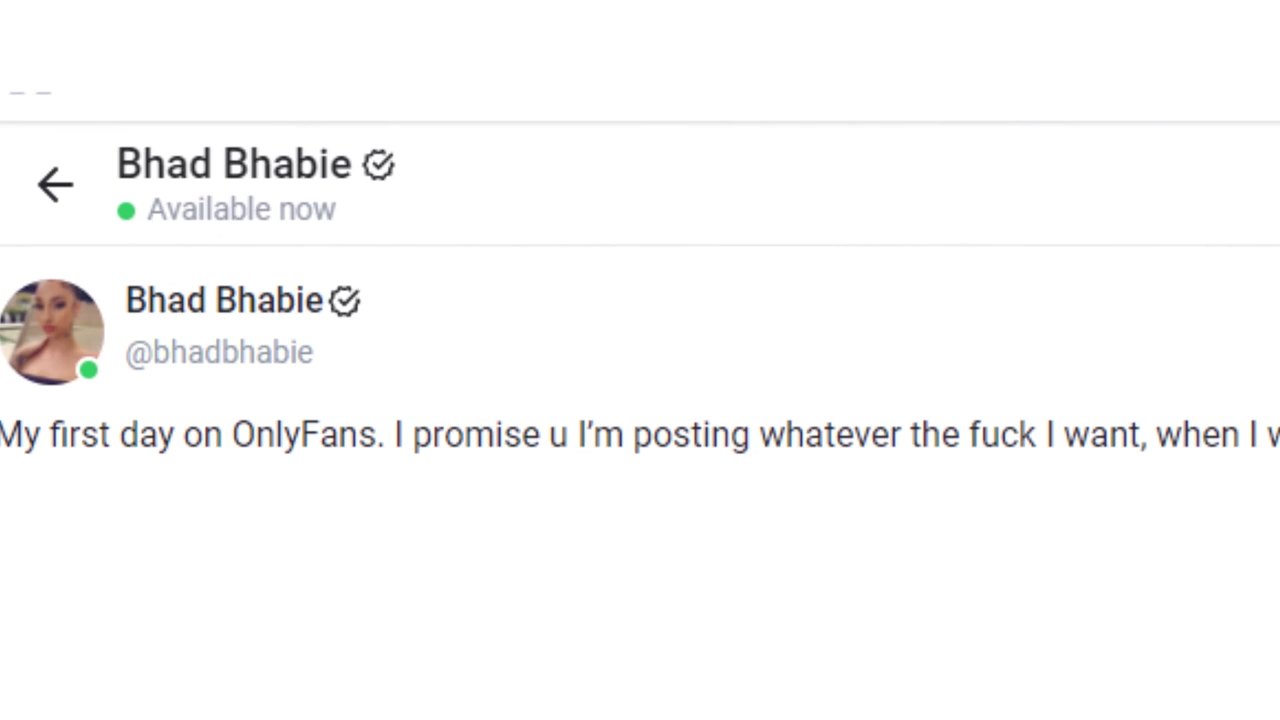 Bhad Bhabie
Available now
Bhad Bhabie
@bhadbhabie
My first day on OnlyFans. I promise u I’m posting whatever the fuck I want, when I